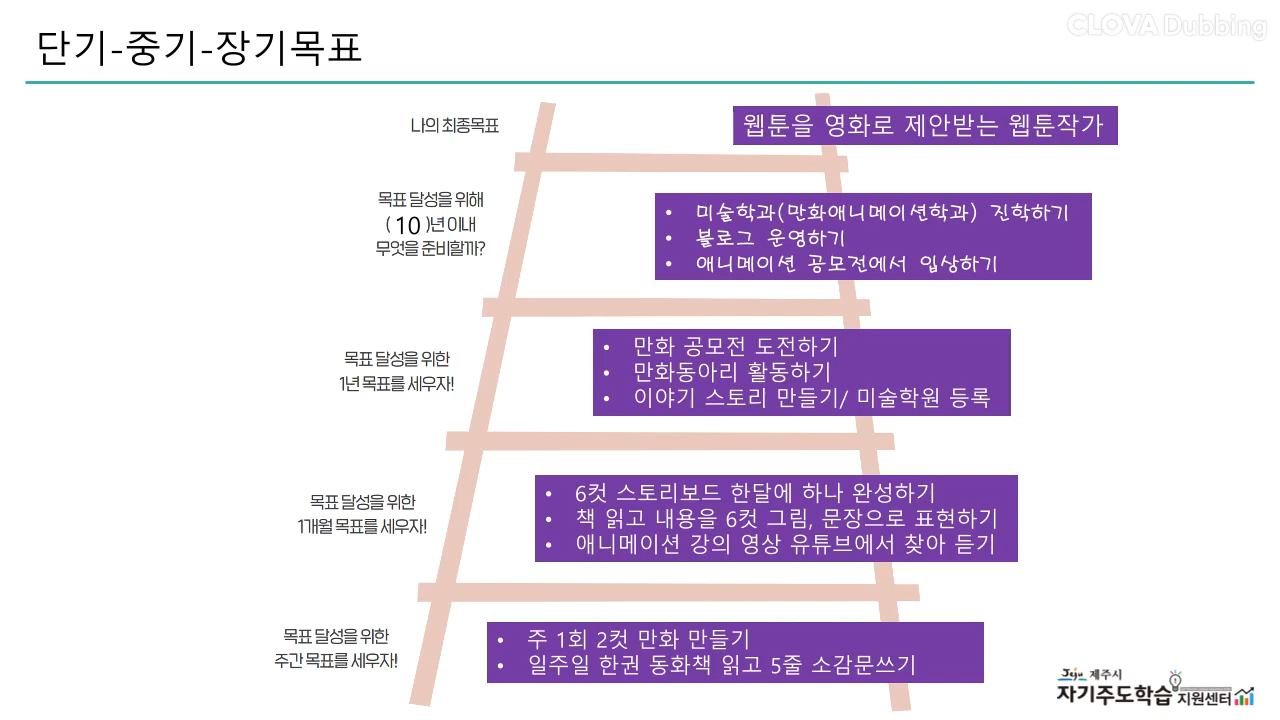 CLOVA Dubbing
단기-중기-장기목표
나의 최종목표
웹툰을 영화로 제안받는 웹툰작가
목표 달성을 위해
( 10 )년 이내
무엇을 준비할까?
• 미술학과(만화애니메이션학과) 진학하기
• 블로그 운영하기
• 애니메이션 공모전에서 입상하기
목표 달성을 위한
1년 목표를 세우자!
• 만화 공모전 도전하기
• 만화동아리 활동하기
• 이야기 스토리 만들기/ 미술학원 등록
목표 달성을 위한
1개월 목표를 세우자!
• 6컷 스토리보드 한달에 하나 완성하기
• 책 읽고 내용을 6컷 그림, 문장으로 표현하기
• 애니메이션 강의 영상 유튜브에서 찾아 듣기
목표 달성을 위한
주간 목표를 세우자!
• 주 1회 2컷 만화 만들기
• 일주일 한권 동화책 읽고 5줄 소감문쓰기
Jeju 제주시
자기주도학습 지원센터